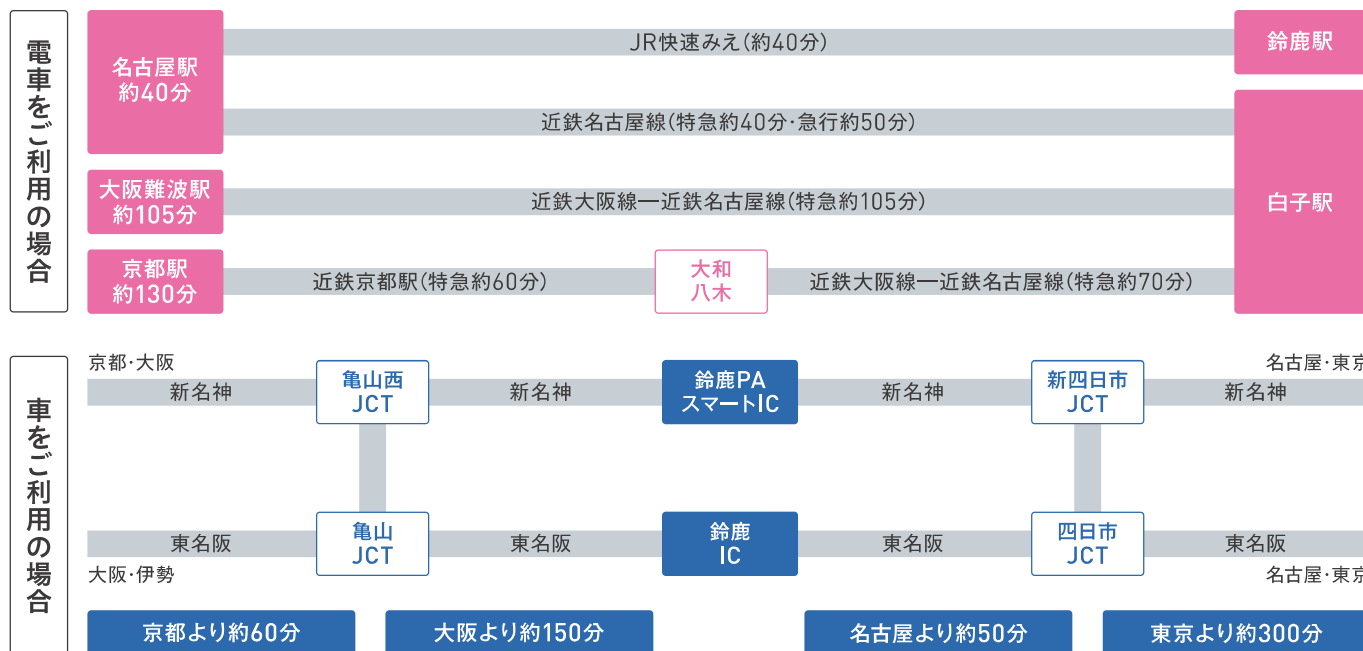 電車をご利用の場合
名古屋駅
約40分
JR快速みえ(約40分)
鈴鹿駅
近鉄名古屋線(特急約40分・急行約50分)
大阪難波駅
約105分
近鉄大阪線―近鉄名古屋線(特急約105分)
白子駅
京都駅
約130分
近鉄京都駅(特急約60分)
大和
八木
近鉄大阪線―近鉄名古屋線(特急約70分)
車をご利用の場合
京都・大阪
名古屋・東京
新名神
亀山西
JCT
新名神
鈴鹿PA
スマートIC
新名神
新四日市
JCT
新名神
東名阪
亀山
JCT
東名阪
鈴鹿
IC
東名阪
四日市
JCT
東名阪
大阪・伊勢
名古屋・東京
京都より約60分
大阪より約150分
名古屋より約50分
東京より約300分